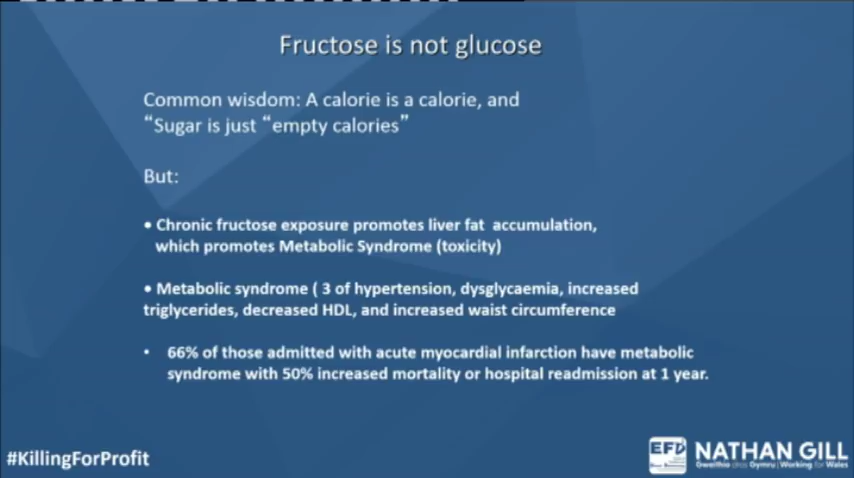 Fructose is not glucose
Common wisdom: A calorie is a calorie, and
“Sugar is just “empty calories”
But:
• Chronic fructose exposure promotes liver fat accumulation,
which promotes Metabolic Syndrome (toxicity)
• Metabolic syndrome ( 3 of hypertension, dysglycaemia, increased
triglycerides, decreased HDL, and increased waist circumference
• 66% of those admitted with acute myocardial infarction have metabolic
syndrome with 50% increased mortality or hospital readmission at 1 year.
#KillingForProfit
EFD
NATHAN GILL
Gweithio dros Gymru | Working for Wales